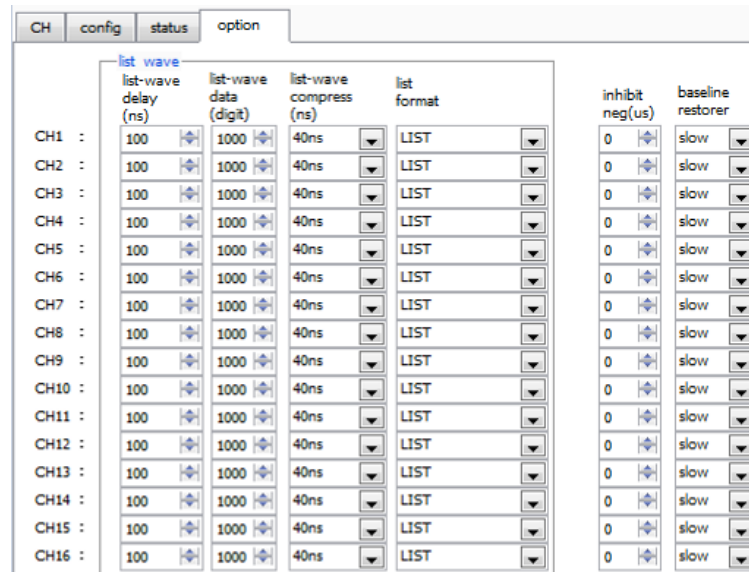 CH config status option
list wave
list-wave delay (ns) list-wave data (digit) list-wave compress (ns) list format inhibit neg(us) baseline restorer
CH1 : 100 1000 40ns LIST 0 slow
CH2 : 100 1000 40ns LIST 0 slow
CH3 : 100 1000 40ns LIST 0 slow
CH4 : 100 1000 40ns LIST 0 slow
CH5 : 100 1000 40ns LIST 0 slow
CH6 : 100 1000 40ns LIST 0 slow
CH7 : 100 1000 40ns LIST 0 slow
CH8 : 100 1000 40ns LIST 0 slow
CH9 : 100 1000 40ns LIST 0 slow
CH10 : 100 1000 40ns LIST 0 slow
CH11 : 100 1000 40ns LIST 0 slow
CH12 : 100 1000 40ns LIST 0 slow
CH13 : 100 1000 40ns LIST 0 slow
CH14 : 100 1000 40ns LIST 0 slow
CH15 : 100 1000 40ns LIST 0 slow
CH16 : 100 1000 40ns LIST 0 slow